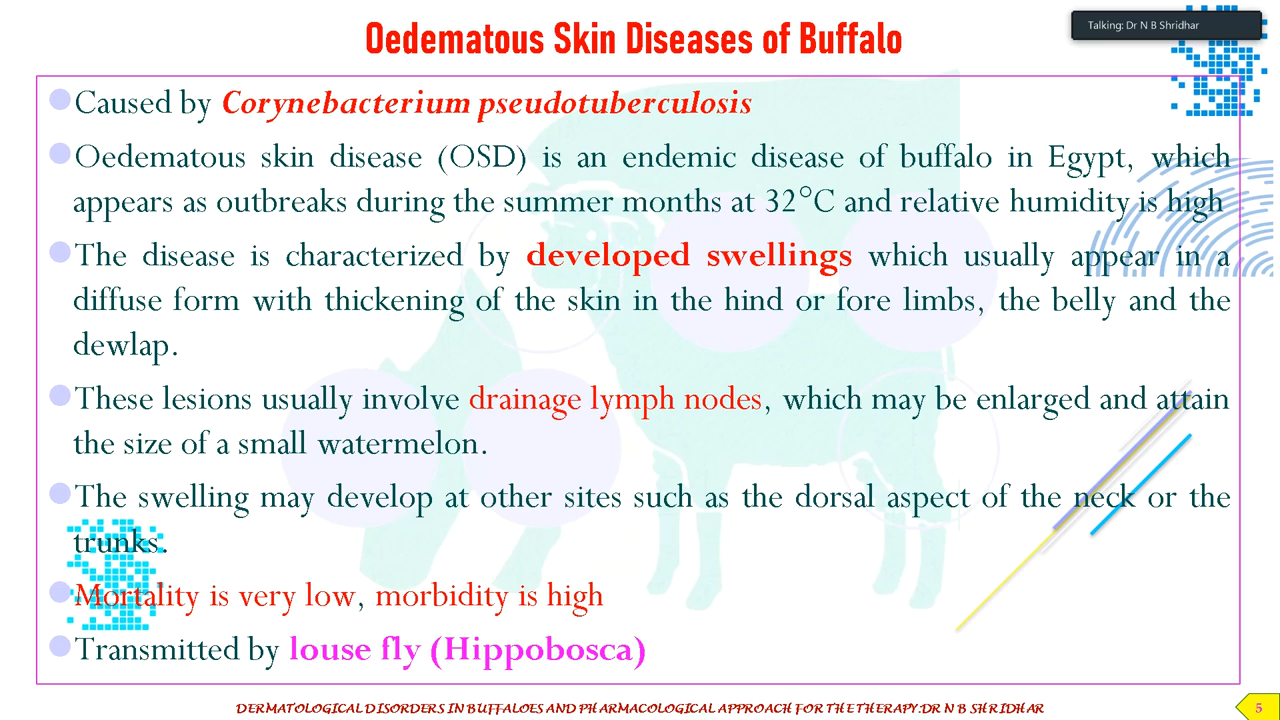 Talking: Dr N B Shridhar
Oedematous Skin Diseases of Buffalo
Caused by Corynebacterium pseudotuberculosis
Oedematous skin disease (OSD) is an endemic disease of buffalo in Egypt, which
appears as outbreaks during the summer months at 32°C and relative humidity is high
The disease is characterized by developed swellings which usually appear in a
diffuse form with thickening of the skin in the hind or fore limbs, the belly and the
dewlap.
These lesions usually involve drainage lymph nodes, which may be enlarged and attain
the size of a small watermelon.
The swelling may develop at other sites such as the dorsal aspect of the neck or the
trunks.
Mortality is very low, morbidity is high
Transmitted by louse fly (Hippobosca)
DERMATOLOGICAL DISORDERS IN BUFFALOES AND PHARMACOLOGICAL APPROACH FOR THE THERAPY:DR N B SHRIDHAR
5